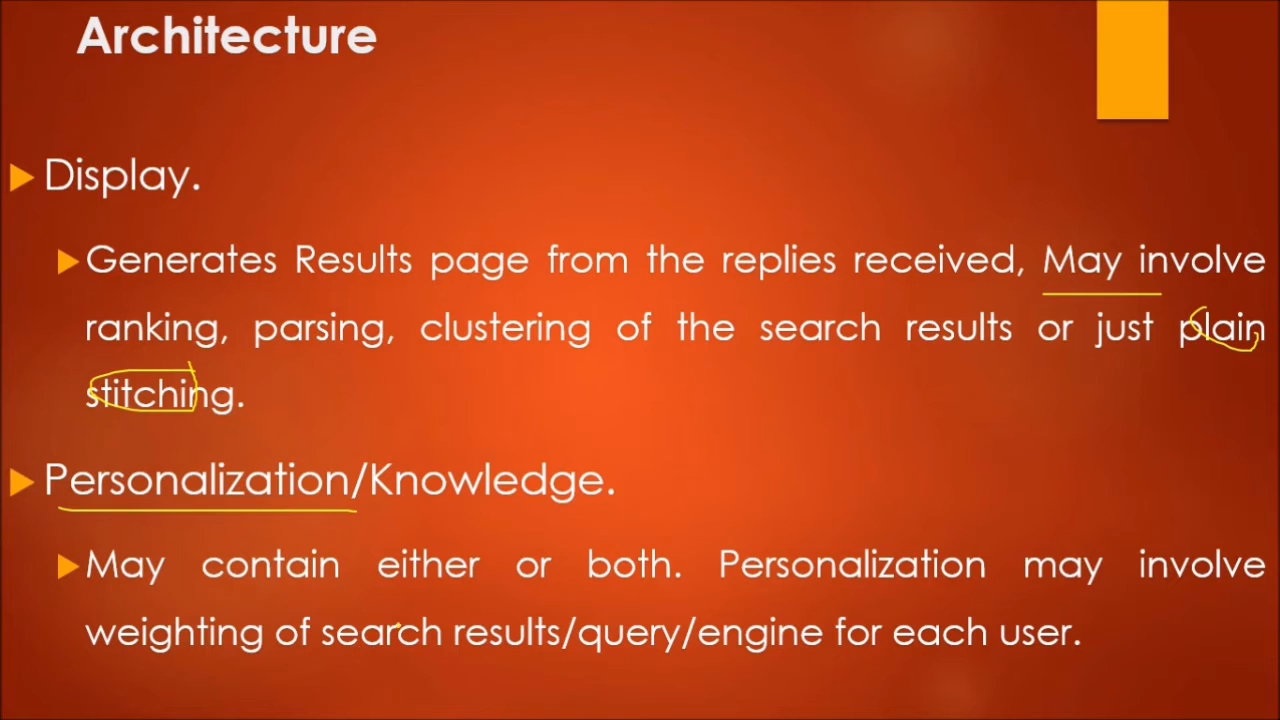 Architecture
Display.
Generates Results page from the replies received, May involve
ranking, parsing, clustering of the search results or just plain
stitching.
Personalization/Knowledge.
May contain either or both. Personalization may involve
weighting of search results/query/engine for each user.